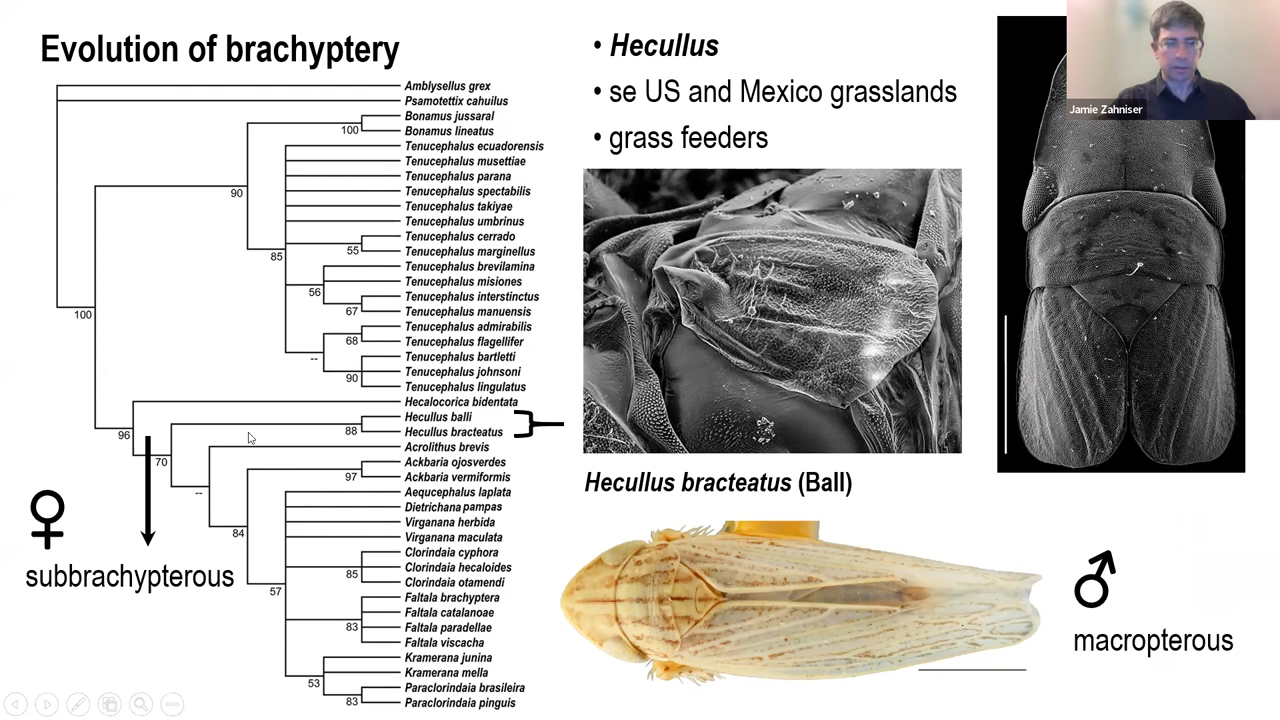 Evolution of brachyptery
Amblysellus grex
Psamotettix cahuilus
Bonamus jussaral
Bonamus lineatus
Tenucephalus ecuadorensis
Tenucephalus musettiae
Tenucephalus parana
Tenucephalus spectabilis
Tenucephalus takiyae
Tenucephalus umbrinus
Tenucephalus cerrado
Tenucephalus marginellus
Tenucephalus brevilamina
Tenucephalus misiones
Tenucephalus interstinctus
Tenucephalus manuensis
Tenucephalus admirabilis
Tenucephalus flagellifer
Tenucephalus bartletti
Tenucephalus johnsoni
Tenucephalus lingulatus
Hecalocorica bidentata
Hecullus balli
Hecullus bracteatus
Acrolithus brevis
Ackbaria ojosverdes
Ackbaria vermiformis
Aequcephalus laplata
Dietrichana pampas
Virganana herbida
Virganana maculata
Clorindaia cyphora
Clorindaia hecaloides
Clorindaia otamendi
Faltala brachyptera
Faltala catalanoae
Faltala paradellae
Faltala viscacha
Kramerana junina
Kramerana mella
Paraclorindaia brasileira
Paraclorindaia pinguis
100
90
55
85
56
67
100
68
--
90
96
88
70
97
--
84
85
57
83
53
83
♀
subbrachypterous
• Hecullus
• se US and Mexico grasslands
• grass feeders
Hecullus bracteatus (Ball)
♂
macropterous
Jamie Zahniser